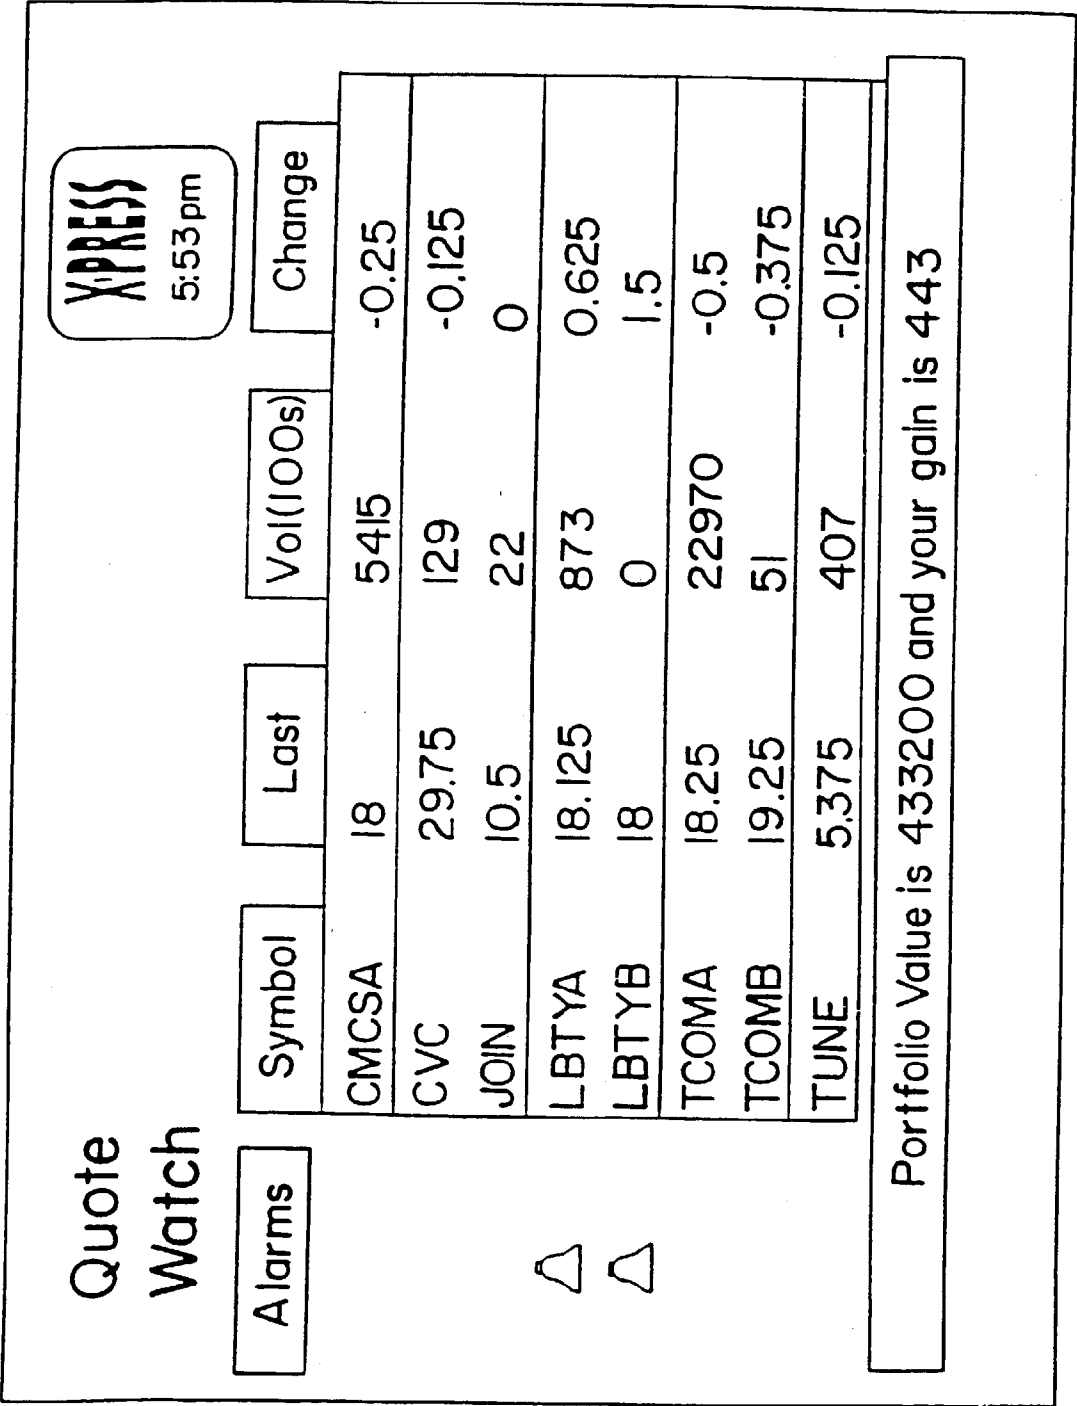 Quote
Watch
X·PRESS
5:53pm
Alarms Symbol Last Vol(100s) Change
CMCSA 18 5415 -0.25
CVC 29.75 129 -0.125
JOIN 10.5 22 0
LBTYA 18.125 873 0.625
LBTYB 18 0 1.5
TCOMA 18.25 22970 -0.5
TCOMB 19.25 51 -0.375
TUNE 5.375 407 -0.125
Portfolio Value is 433200 and your gain is 443